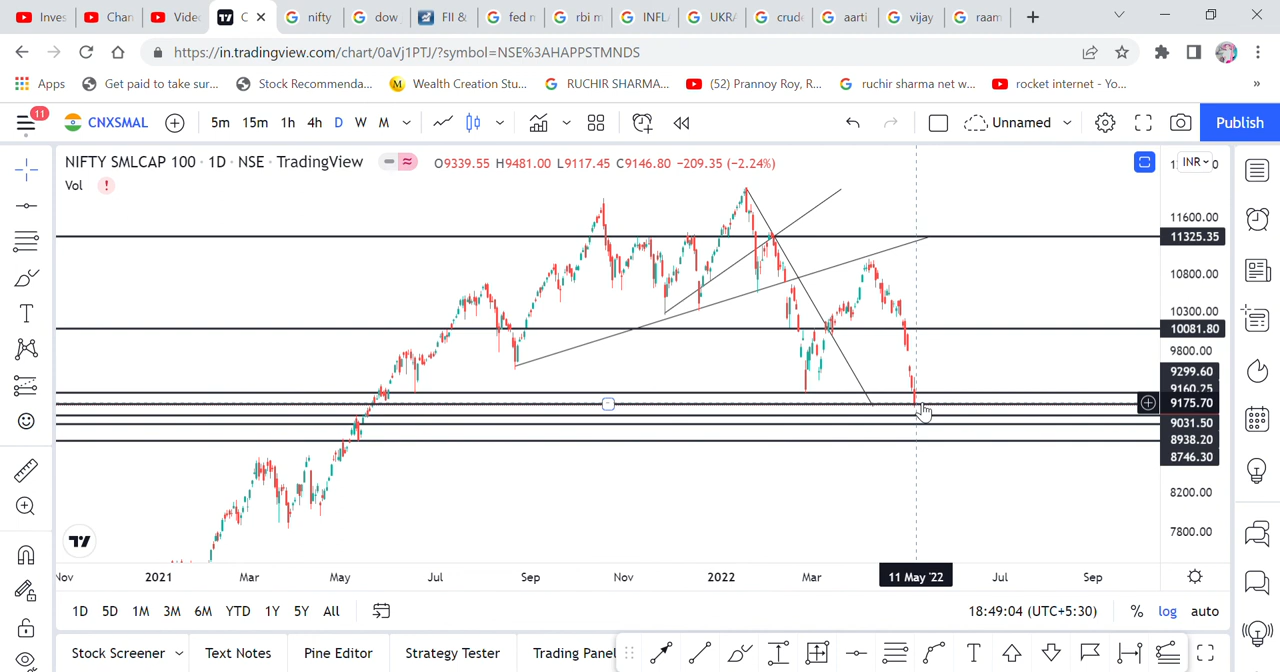 Inves
Chan
Video
C
nifty
dow
FII &
fed n
rbi m
INFL
UKRA
crud
aarti
vijay
raam
https://in.tradingview.com/chart/0aVj1PTJ/?symbol=NSE%3AHAPPSTMNDS
Apps
Get paid to take sur...
Stock Recommenda...
M
Wealth Creation Stu...
RUCHIR SHARMA...
(52) Prannoy Roy, R...
ruchir sharma net w...
rocket internet - Yo...
»
11
CNXSMAL
5m 15m 1h 4h D W M
Unnamed
Publish
NIFTY SMLCAP 100 · 1D · NSE · TradingView
O9339.55 H9481.00 L9117.45 C9146.80 −209.35 (−2.24%)
INR
Vol
!
11600.00
11325.35
10800.00
10300.00
10081.80
9800.00
9299.60
9160.25
9175.70
9031.50
8938.20
8746.30
8200.00
7800.00
Nov 2021 Mar May Jul Sep Nov 2022 Mar 11 May '22 Jul Sep
1D 5D 1M 3M 6M YTD 1Y 5Y All
18:49:04 (UTC+5:30)
% log auto
Stock Screener
Text Notes
Pine Editor
Strategy Tester
Trading Panel